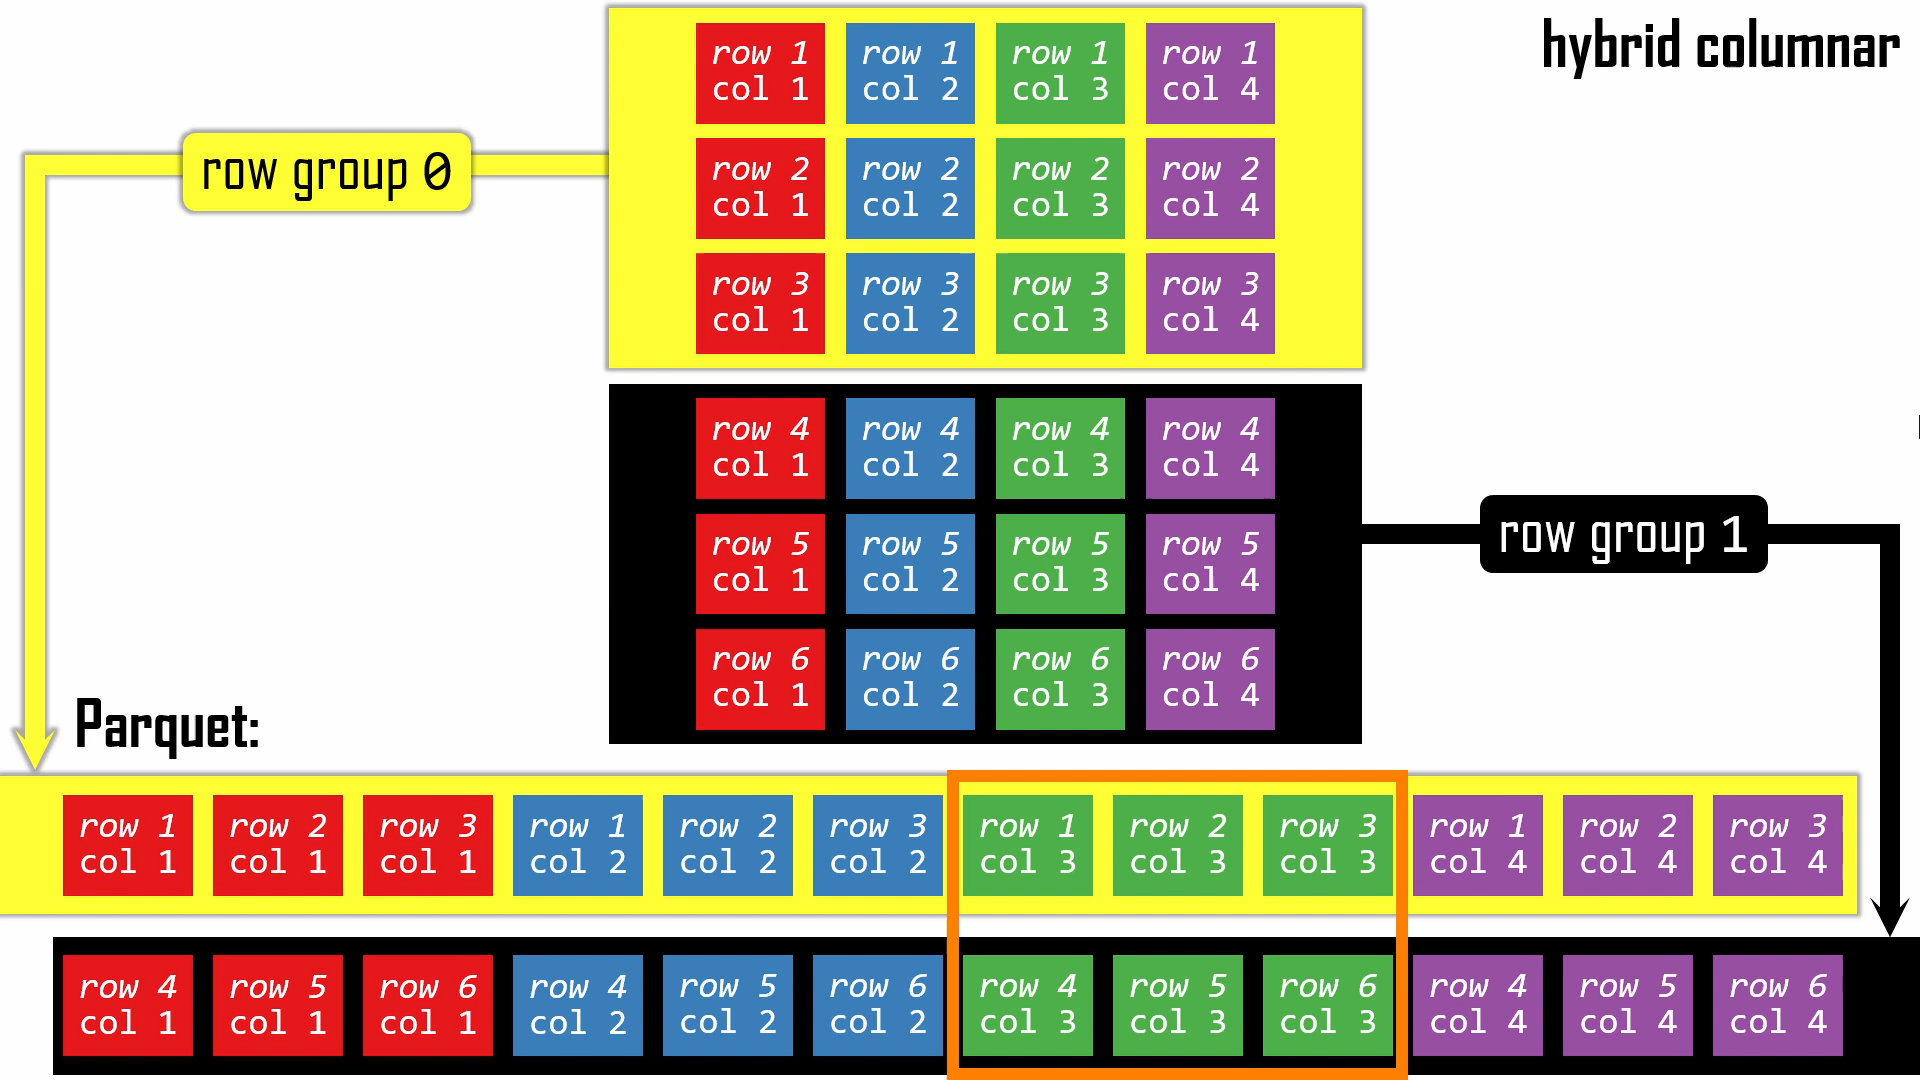 hybrid columnar
row 1 row 1 row 1 row 1
col 1 col 2 col 3 col 4
row group 0
row 2 row 2 row 2 row 2
col 1 col 2 col 3 col 4
row 3 row 3 row 3 row 3
col 1 col 2 col 3 col 4
row 4 row 4 row 4 row 4
col 1 col 2 col 3 col 4
row group 1
row 5 row 5 row 5 row 5
col 1 col 2 col 3 col 4
row 6 row 6 row 6 row 6
col 1 col 2 col 3 col 4
Parquet:
row 1 row 2 row 3 row 1 row 2 row 3 row 1 row 2 row 3 row 1 row 2 row 3
col 1 col 1 col 1 col 2 col 2 col 2 col 3 col 3 col 3 col 4 col 4 col 4
row 4 row 5 row 6 row 4 row 5 row 6 row 4 row 5 row 6 row 4 row 5 row 6
col 1 col 1 col 1 col 2 col 2 col 2 col 3 col 3 col 3 col 4 col 4 col 4